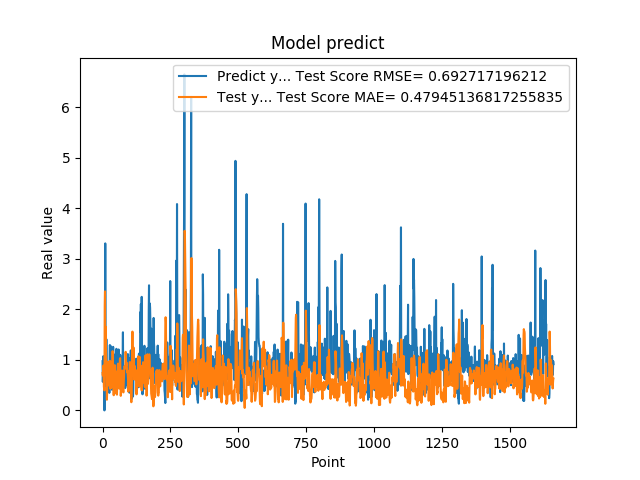 Model predict
Predict y... Test Score RMSE= 0.692717196212
Test y... Test Score MAE= 0.47945136817255835
Real value
6
5
4
3
2
1
0
0 250 500 750 1000 1250 1500
Point